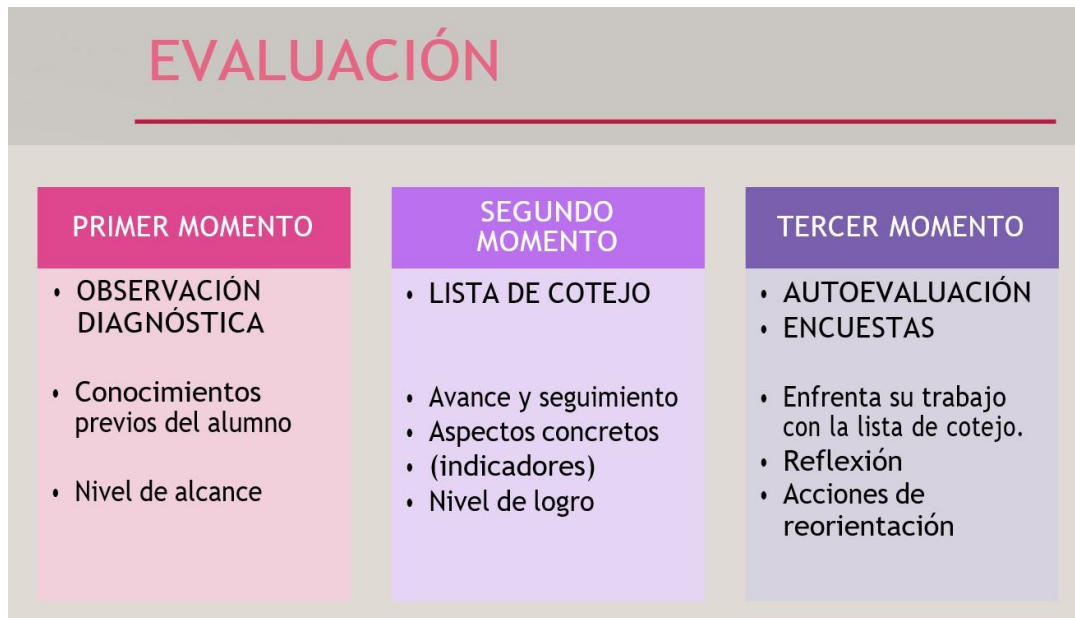 EVALUACIÓN
PRIMER MOMENTO
• OBSERVACIÓN
DIAGNÓSTICA
• Conocimientos
previos del alumno
• Nivel de alcance
SEGUNDO
MOMENTO
• LISTA DE COTEJO
• Avance y seguimiento
• Aspectos concretos
• (indicadores)
• Nivel de logro
TERCER MOMENTO
• AUTOEVALUACIÓN
• ENCUESTAS
• Enfrenta su trabajo
con la lista de cotejo.
• Reflexión
• Acciones de
reorientación